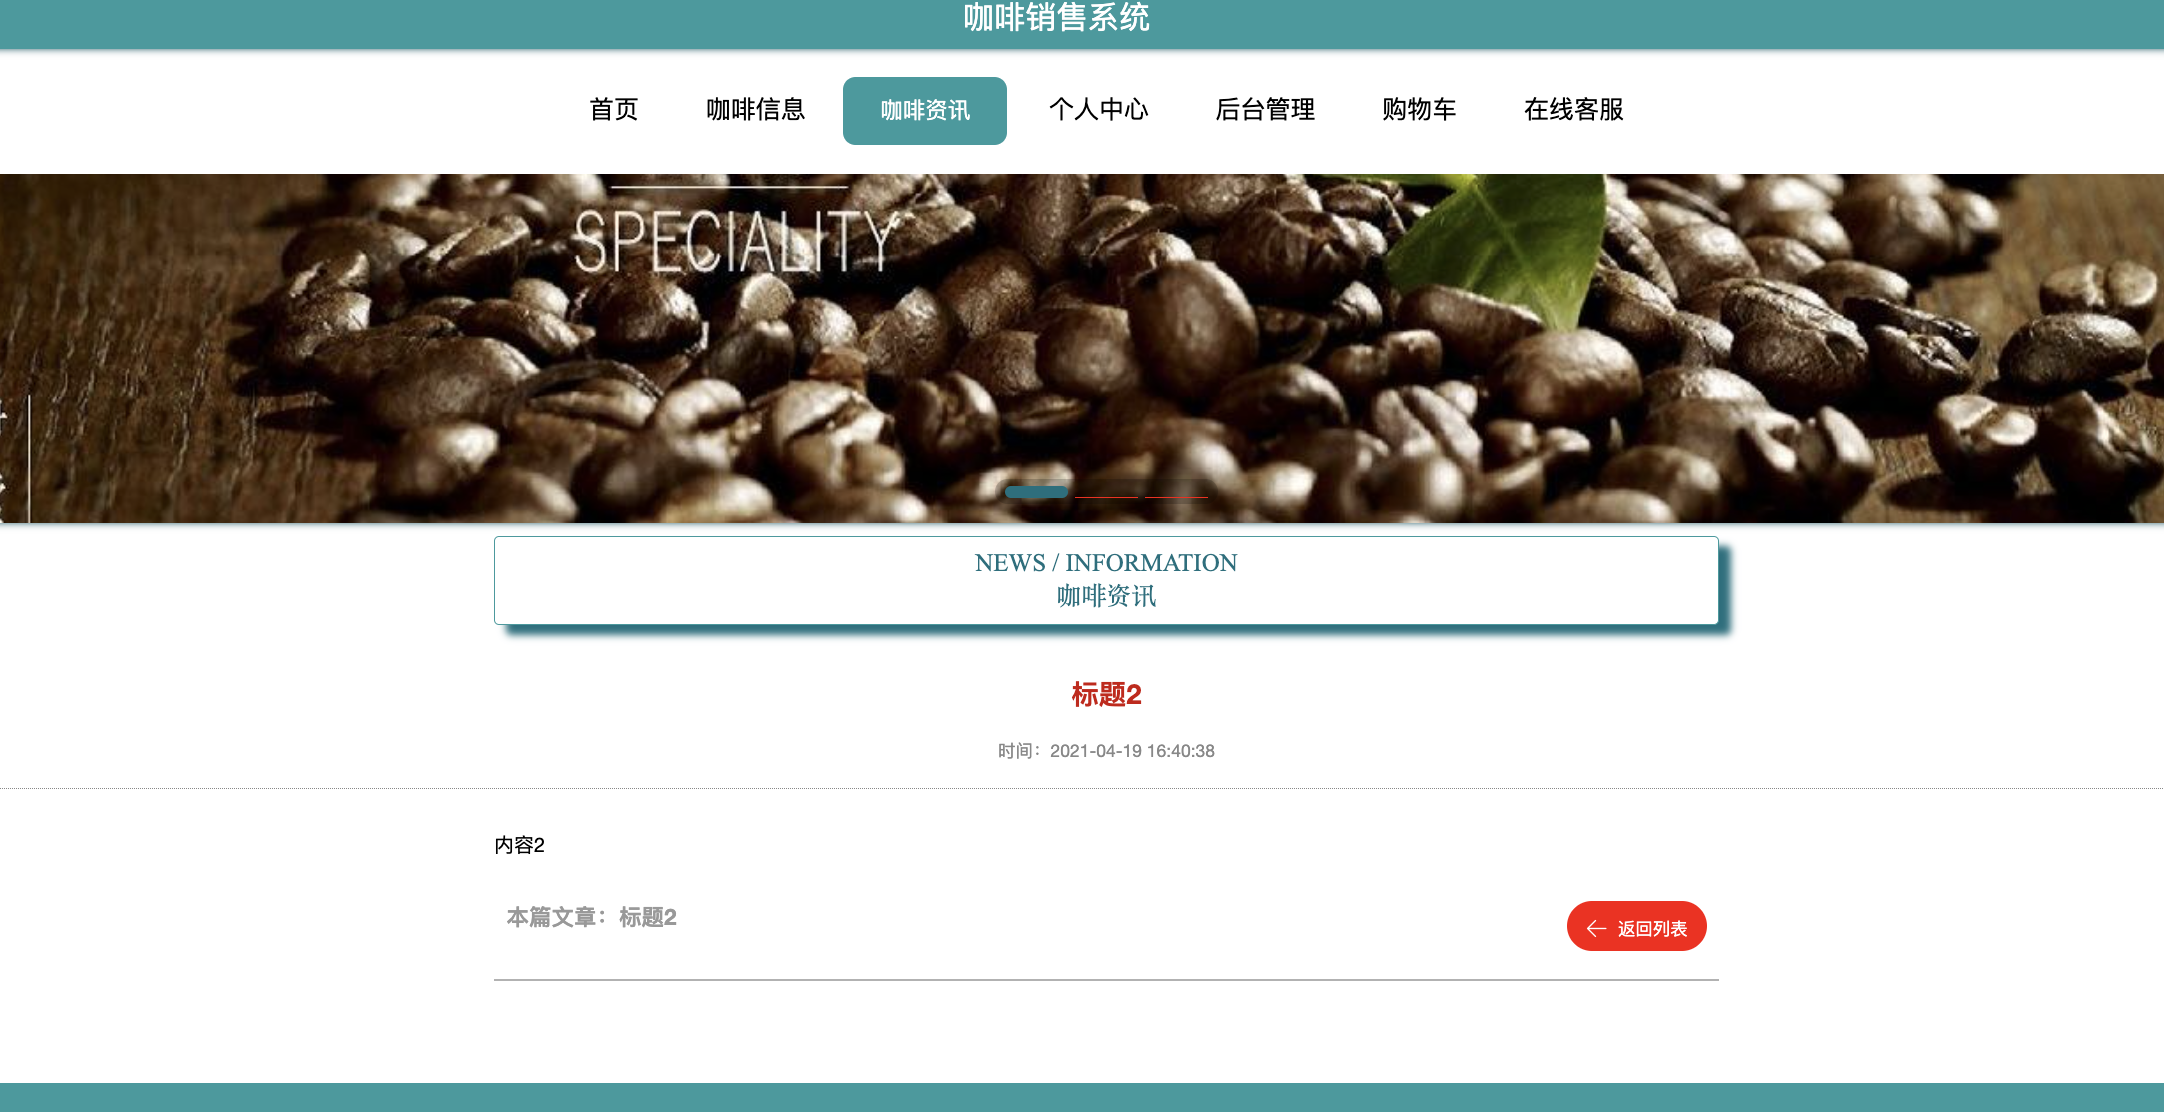 咖啡销售系统
首页 咖啡信息 咖啡资讯 个人中心 后台管理 购物车 在线客服
SPECIALITY
NEWS / INFORMATION
咖啡资讯
标题2
时间：2021-04-19 16:40:38
内容2
本篇文章：标题2
返回列表